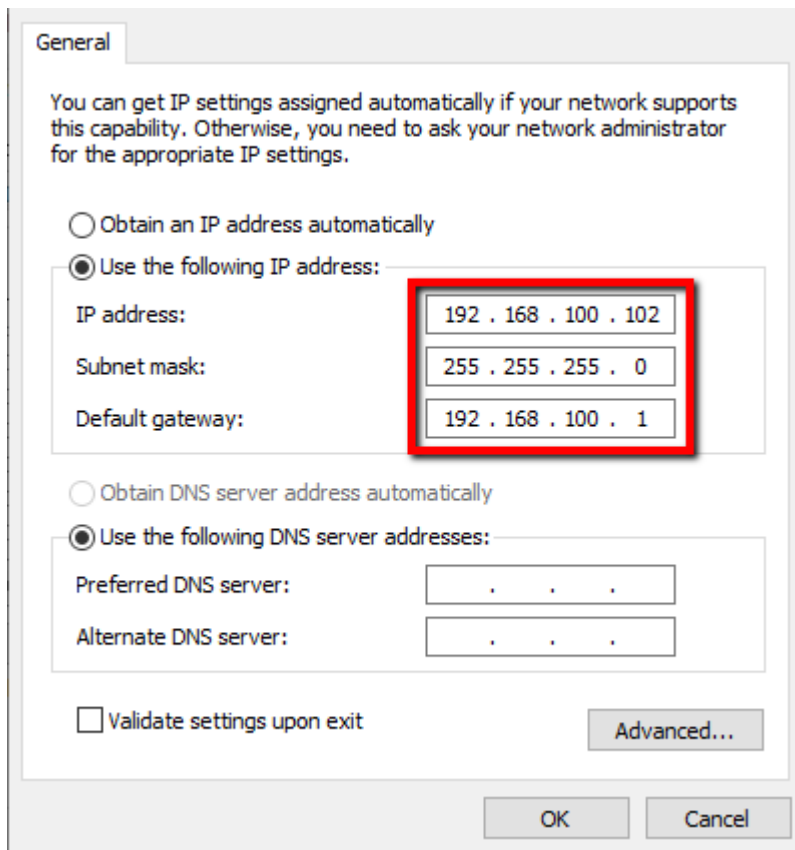 General
You can get IP settings assigned automatically if your network supports
this capability. Otherwise, you need to ask your network administrator
for the appropriate IP settings.
Obtain an IP address automatically
Use the following IP address:
IP address: 192 . 168 . 100 . 102
Subnet mask: 255 . 255 . 255 . 0
Default gateway: 192 . 168 . 100 . 1
Obtain DNS server address automatically
Use the following DNS server addresses:
Preferred DNS server: . . .
Alternate DNS server: . . .
Validate settings upon exit
Advanced...
OK Cancel